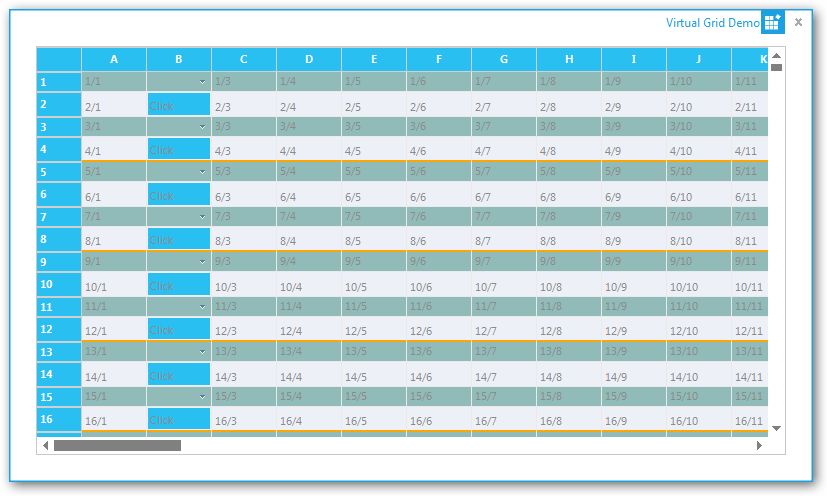 Virtual Grid Demo
A B C D E F G H I J K
1 1/1 1/3 1/4 1/5 1/6 1/7 1/8 1/9 1/10 1/11
2 2/1 Click 2/3 2/4 2/5 2/6 2/7 2/8 2/9 2/10 2/11
3 3/1 3/3 3/4 3/5 3/6 3/7 3/8 3/9 3/10 3/11
4 4/1 Click 4/3 4/4 4/5 4/6 4/7 4/8 4/9 4/10 4/11
5 5/1 5/3 5/4 5/5 5/6 5/7 5/8 5/9 5/10 5/11
6 6/1 Click 6/3 6/4 6/5 6/6 6/7 6/8 6/9 6/10 6/11
7 7/1 7/3 7/4 7/5 7/6 7/7 7/8 7/9 7/10 7/11
8 8/1 Click 8/3 8/4 8/5 8/6 8/7 8/8 8/9 8/10 8/11
9 9/1 9/3 9/4 9/5 9/6 9/7 9/8 9/9 9/10 9/11
10 10/1 Click 10/3 10/4 10/5 10/6 10/7 10/8 10/9 10/10 10/11
11 11/1 11/3 11/4 11/5 11/6 11/7 11/8 11/9 11/10 11/11
12 12/1 Click 12/3 12/4 12/5 12/6 12/7 12/8 12/9 12/10 12/11
13 13/1 13/3 13/4 13/5 13/6 13/7 13/8 13/9 13/10 13/11
14 14/1 Click 14/3 14/4 14/5 14/6 14/7 14/8 14/9 14/10 14/11
15 15/1 15/3 15/4 15/5 15/6 15/7 15/8 15/9 15/10 15/11
16 16/1 Click 16/3 16/4 16/5 16/6 16/7 16/8 16/9 16/10 16/11